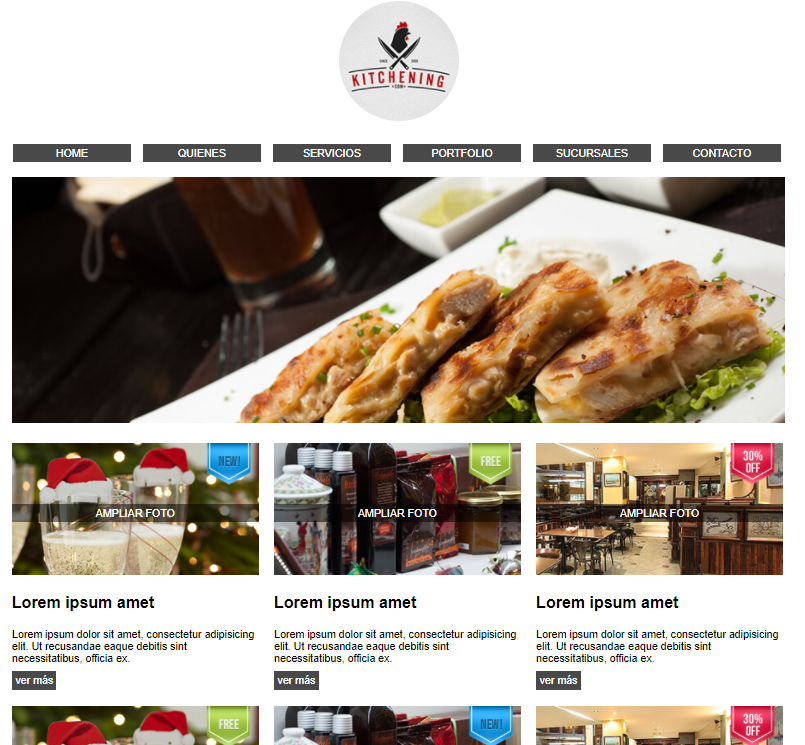 KITCHENING
HOME QUIENES SERVICIOS PORTFOLIO SUCURSALES CONTACTO
NEW! FREE 30% OFF
AMPLIAR FOTO AMPLIAR FOTO AMPLIAR FOTO
Lorem ipsum amet
Lorem ipsum dolor sit amet, consectetur adipisicing
elit. Ut recusandae eaque debitis sint
necessitatibus, officia ex.
ver más
Lorem ipsum amet
Lorem ipsum dolor sit amet, consectetur adipisicing
elit. Ut recusandae eaque debitis sint
necessitatibus, officia ex.
ver más
Lorem ipsum amet
Lorem ipsum dolor sit amet, consectetur adipisicing
elit. Ut recusandae eaque debitis sint
necessitatibus, officia ex.
ver más
FREE NEW! 30% OFF